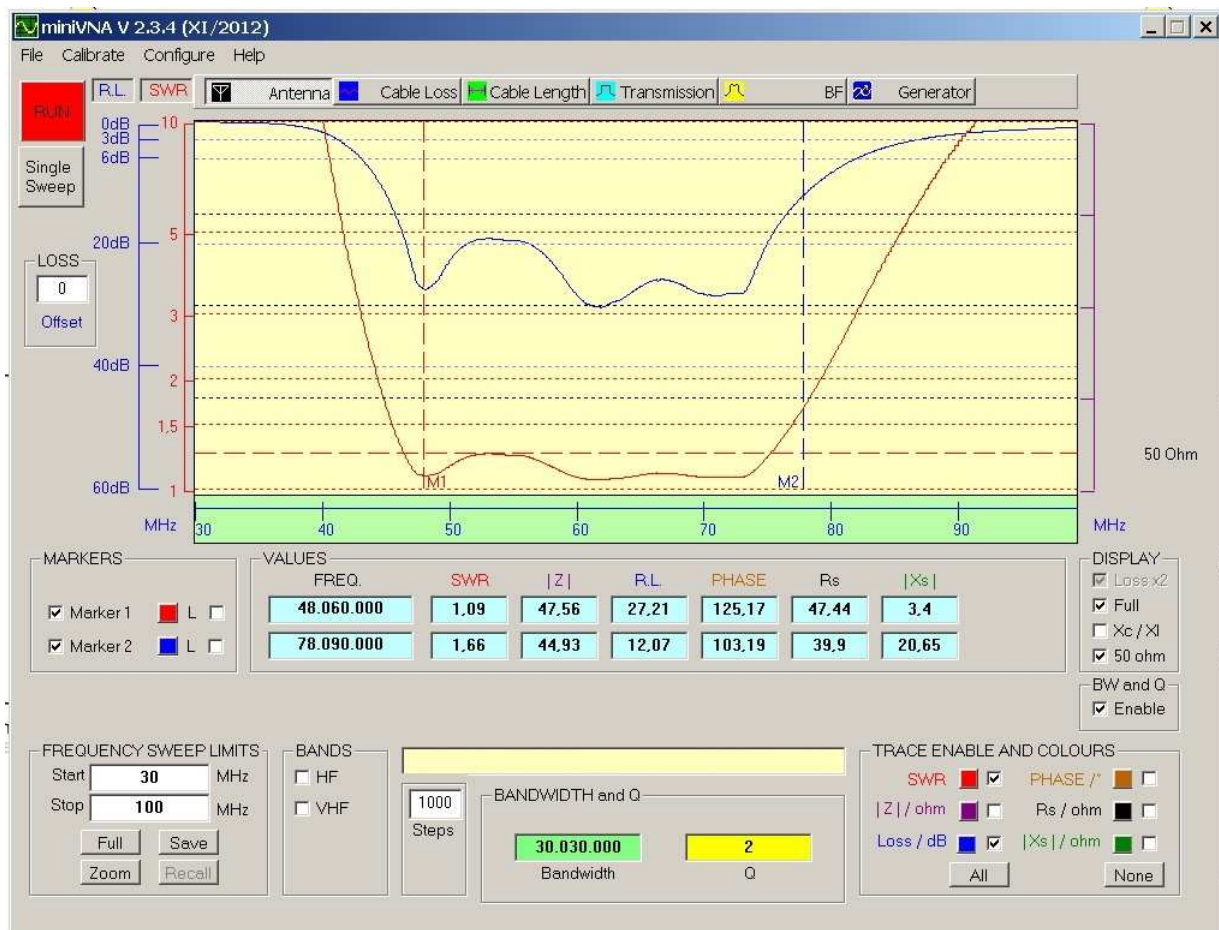 miniVNA V 2.3.4 (XI/2012)
File Calibrate Configure Help
RUN
R.L. SWR Antenna Cable Loss Cable Length Transmission BF Generator
Single
Sweep
0dB 10
3dB
6dB
20dB 5
3
40dB
2
1,5
60dB 1
LOSS
0
Offset
M1 M2
50 Ohm
MHz 30 40 50 60 70 80 90 MHz
MARKERS
Marker 1 L
Marker 2 L
VALUES
FREQ. SWR |Z| R.L. PHASE Rs |Xs|
48.060.000 1,09 47,56 27,21 125,17 47,44 3,4
78.090.000 1,66 44,93 12,07 103,19 39,9 20,65
DISPLAY
Loss x2
Full
Xc / Xl
50 ohm
BW and Q
Enable
FREQUENCY SWEEP LIMITS
Start 30 MHz
Stop 100 MHz
Full Save
Zoom Recall
BANDS
HF
VHF
1000
Steps
BANDWIDTH and Q
30.030.000 2
Bandwidth Q
TRACE ENABLE AND COLOURS
SWR PHASE /°
|Z| / ohm Rs / ohm
Loss / dB |Xs| / ohm
All None